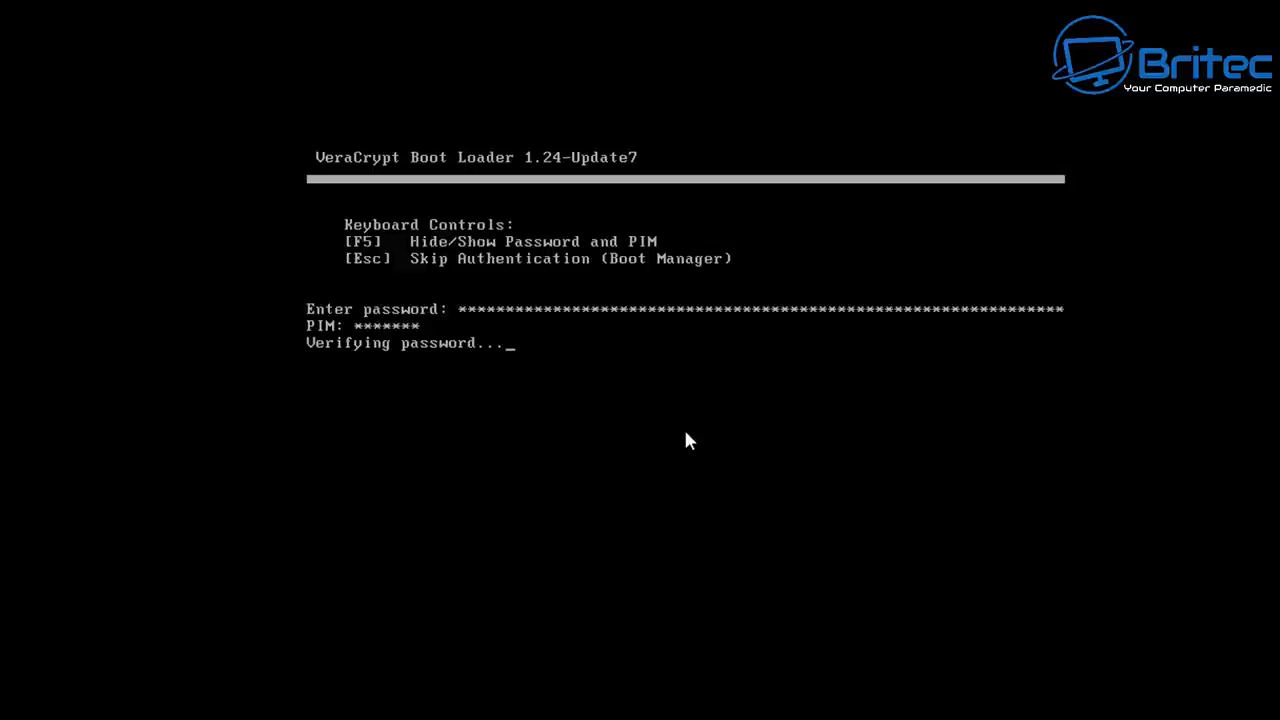 Britec
Your Computer Paramedic
VeraCrypt Boot Loader 1.24-Update7
Keyboard Controls:
[F5] Hide/Show Password and PIM
[Esc] Skip Authentication (Boot Manager)
Enter password: ****************************************************************
PIM: *******
Verifying password..._